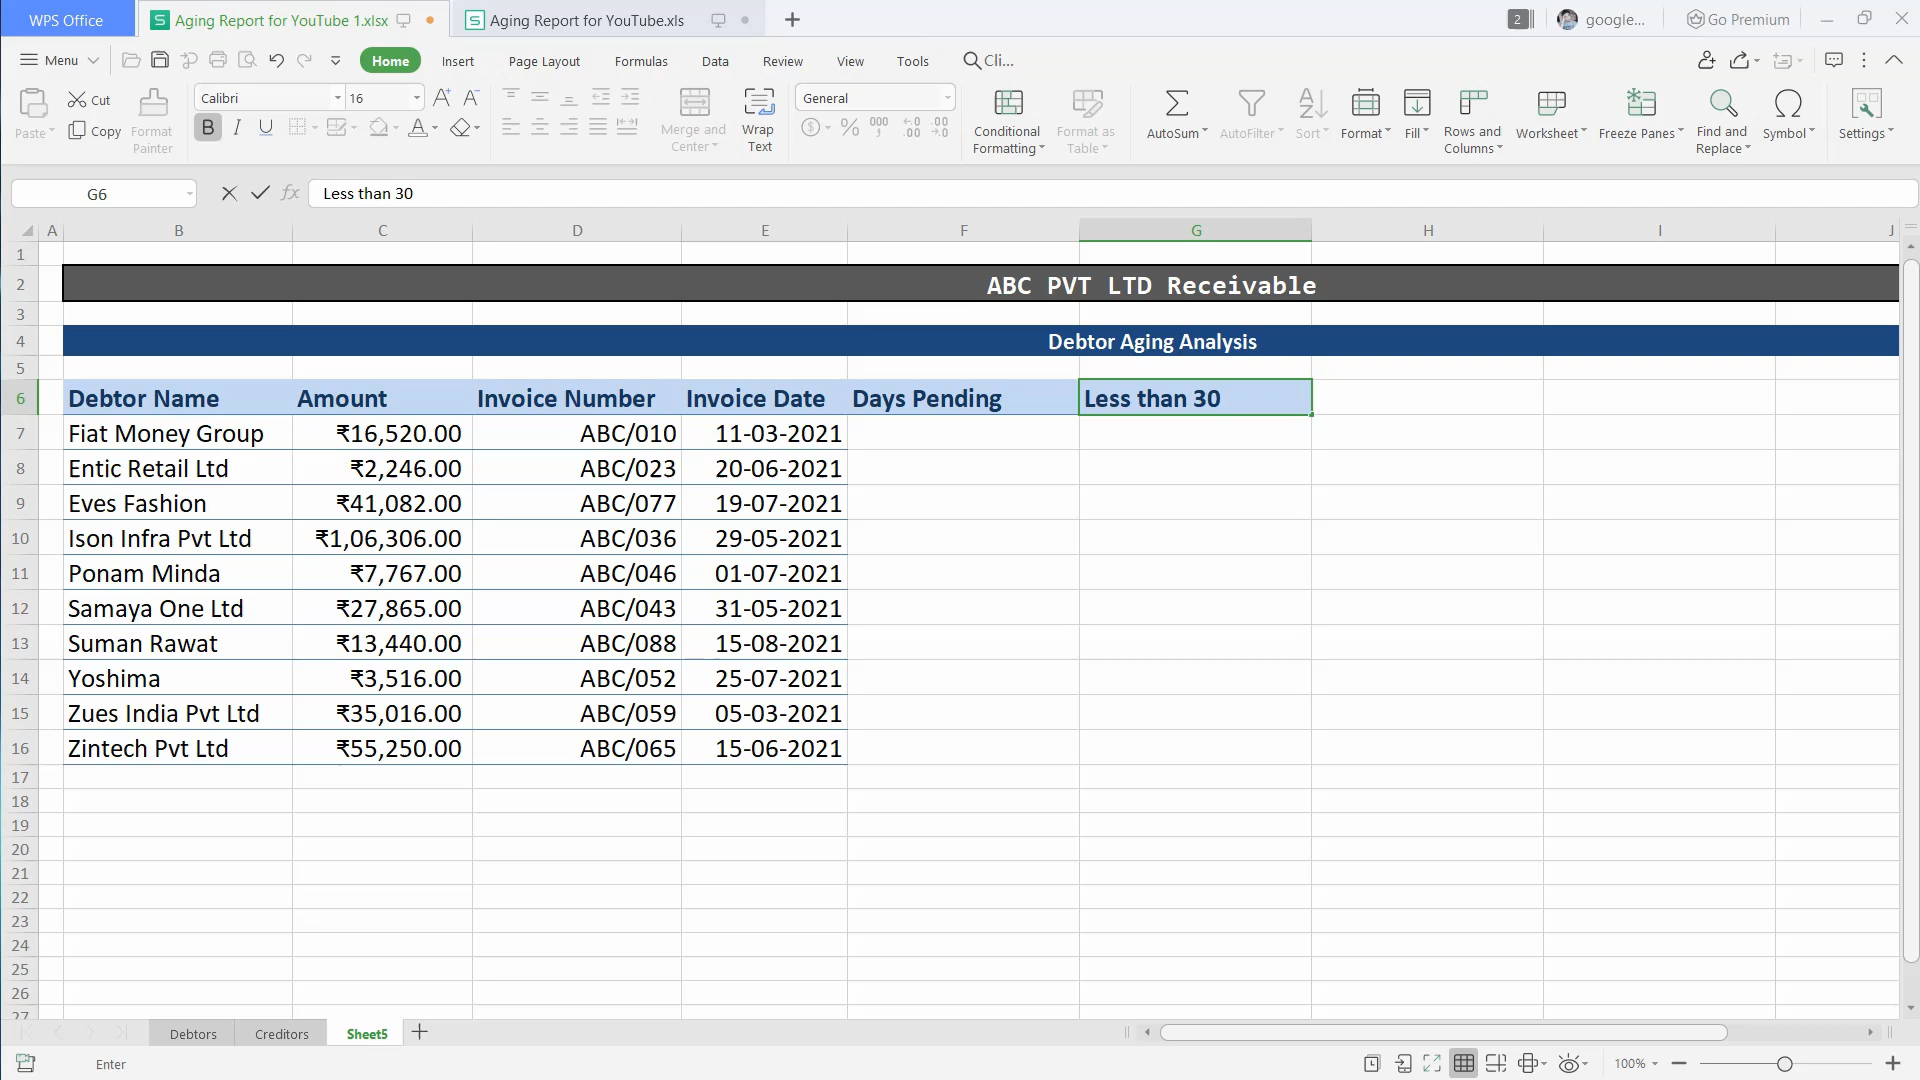 WPS Office
Aging Report for YouTube 1.xlsx
Aging Report for YouTube.xls
2
google...
Go Premium
Menu
Home
Insert
Page Layout
Formulas
Data
Review
View
Tools
Cli...
Paste
Cut
Copy
Format Painter
Calibri
16
Merge and Center
Wrap Text
General
Conditional Formatting
Format as Table
AutoSum
AutoFilter
Sort
Format
Fill
Rows and Columns
Worksheet
Freeze Panes
Find and Replace
Symbol
Settings
G6
fx
Less than 30
A B C D E F G H I J
1
2 ABC PVT LTD Receivable
3
4 Debtor Aging Analysis
5
6 Debtor Name Amount Invoice Number Invoice Date Days Pending Less than 30
7 Fiat Money Group ₹16,520.00 ABC/010 11-03-2021
8 Entic Retail Ltd ₹2,246.00 ABC/023 20-06-2021
9 Eves Fashion ₹41,082.00 ABC/077 19-07-2021
10 Ison Infra Pvt Ltd ₹1,06,306.00 ABC/036 29-05-2021
11 Ponam Minda ₹7,767.00 ABC/046 01-07-2021
12 Samaya One Ltd ₹27,865.00 ABC/043 31-05-2021
13 Suman Rawat ₹13,440.00 ABC/088 15-08-2021
14 Yoshima ₹3,516.00 ABC/052 25-07-2021
15 Zues India Pvt Ltd ₹35,016.00 ABC/059 05-03-2021
16 Zintech Pvt Ltd ₹55,250.00 ABC/065 15-06-2021
17
18
19
20
21
22
23
24
25
26
27
Debtors
Creditors
Sheet5
Enter
100%